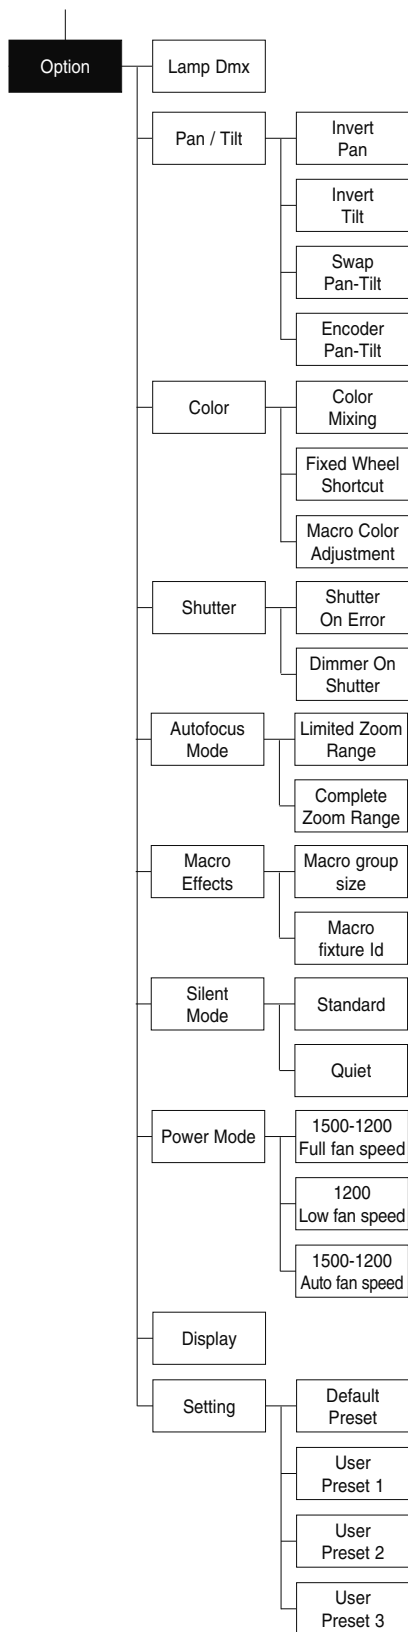 Option
Lamp Dmx
Pan / Tilt
Invert
Pan
Invert
Tilt
Swap
Pan-Tilt
Encoder
Pan-Tilt
Color
Color
Mixing
Fixed Wheel
Shortcut
Macro Color
Adjustment
Shutter
Shutter
On Error
Dimmer On
Shutter
Autofocus
Mode
Limited Zoom
Range
Complete
Zoom Range
Macro
Effects
Macro group
size
Macro
fixture Id
Silent
Mode
Standard
Quiet
Power Mode
1500-1200
Full fan speed
1200
Low fan speed
1500-1200
Auto fan speed
Display
Setting
Default
Preset
User
Preset 1
User
Preset 2
User
Preset 3